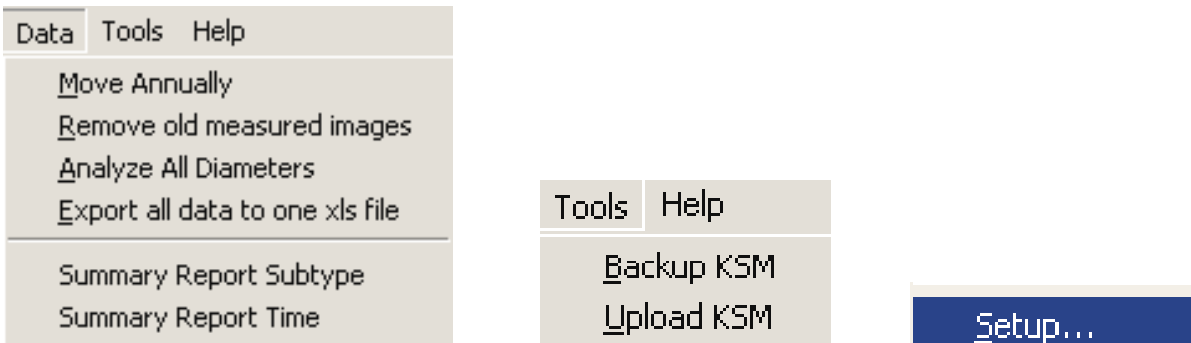 Data Tools Help
Move Annually
Remove old measured images
Analyze All Diameters
Export all data to one xls file
Summary Report Subtype
Summary Report Time
Tools Help
Backup KSM
Upload KSM
Setup...